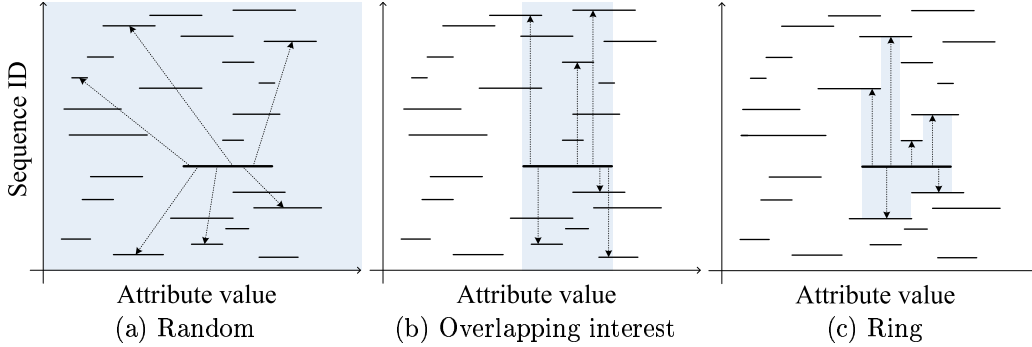 Sequence ID
Attribute value Attribute value Attribute value
(a) Random (b) Overlapping interest (c) Ring